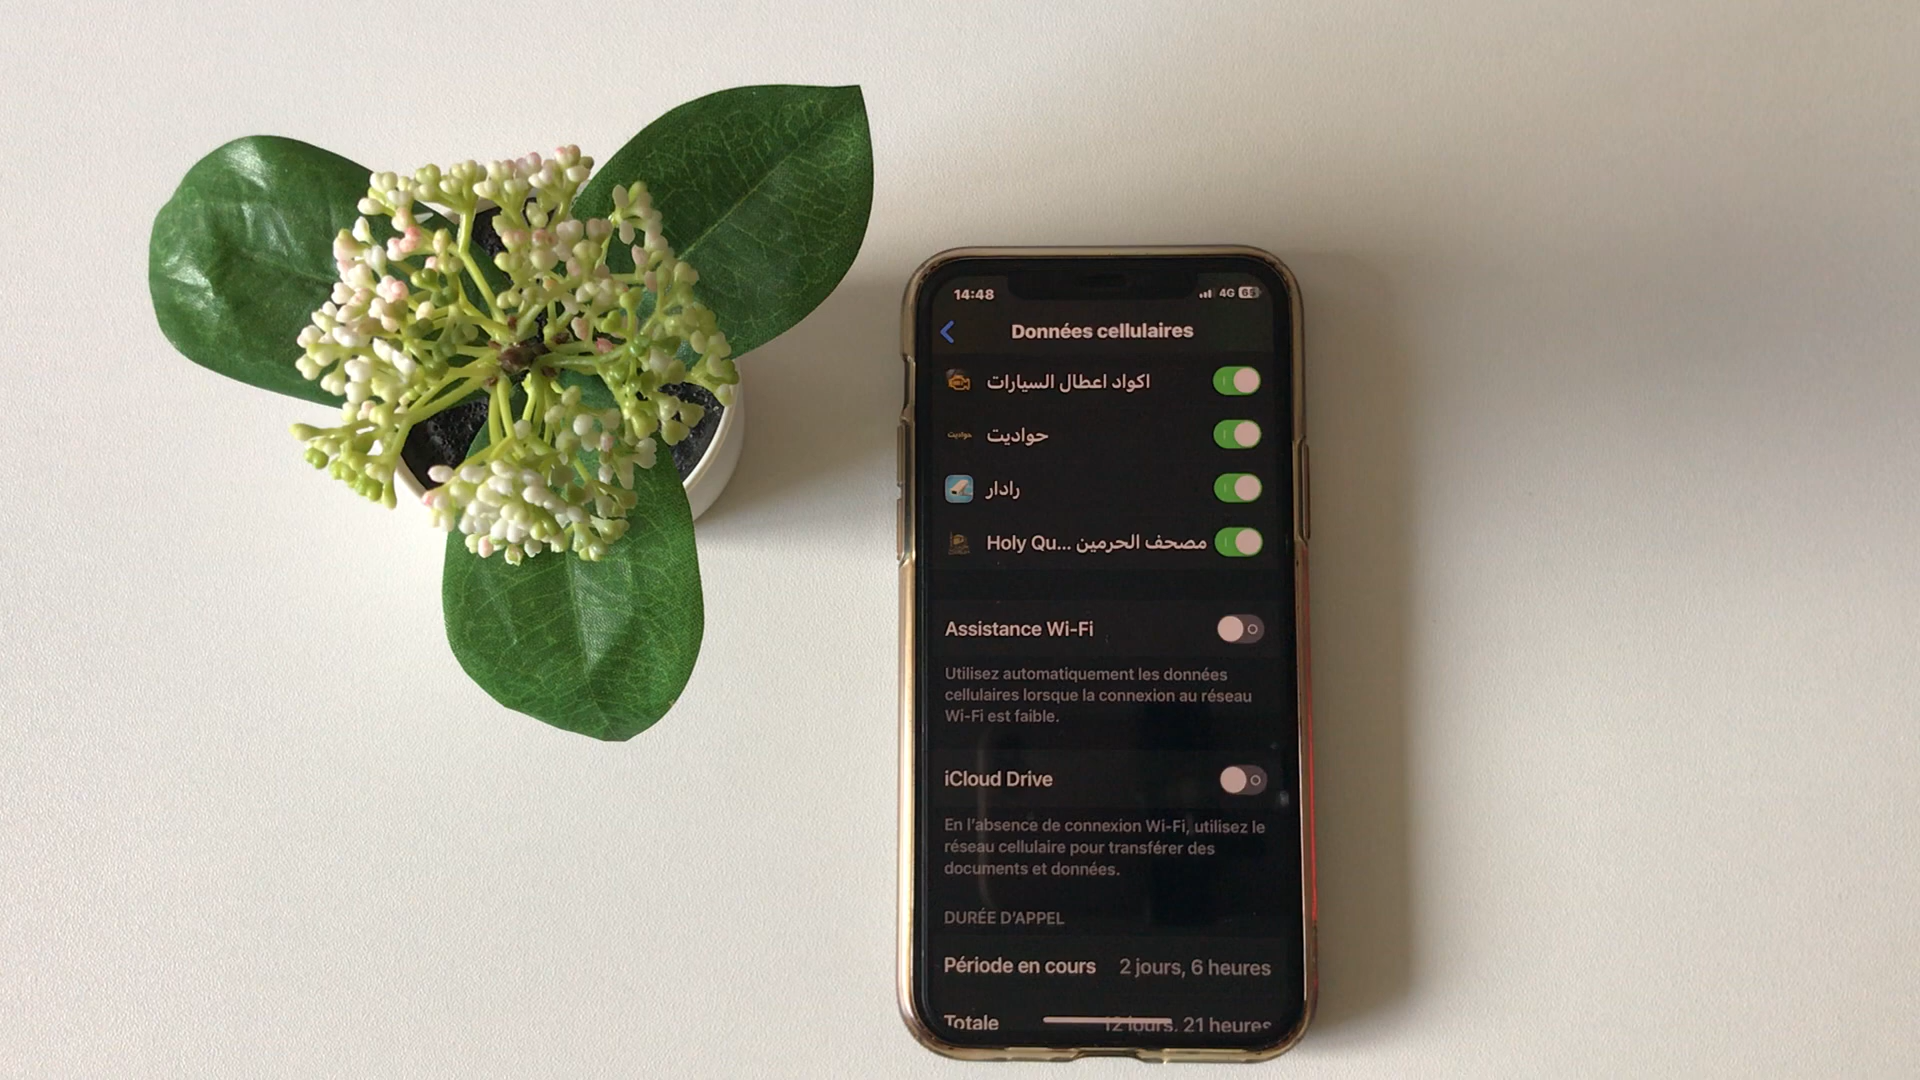 14:48
4G 65
Données cellulaires
اكواد اعطال السيارات
حواديت
حواديت
رادار
Holy Qu... مصحف الحرمين
Assistance Wi-Fi
Utilisez automatiquement les données
cellulaires lorsque la connexion au réseau
Wi-Fi est faible.
iCloud Drive
En l’absence de connexion Wi-Fi, utilisez le
réseau cellulaire pour transférer des
documents et données.
DURÉE D’APPEL
Période en cours 2 jours, 6 heures
Totale 12 jours, 21 heures